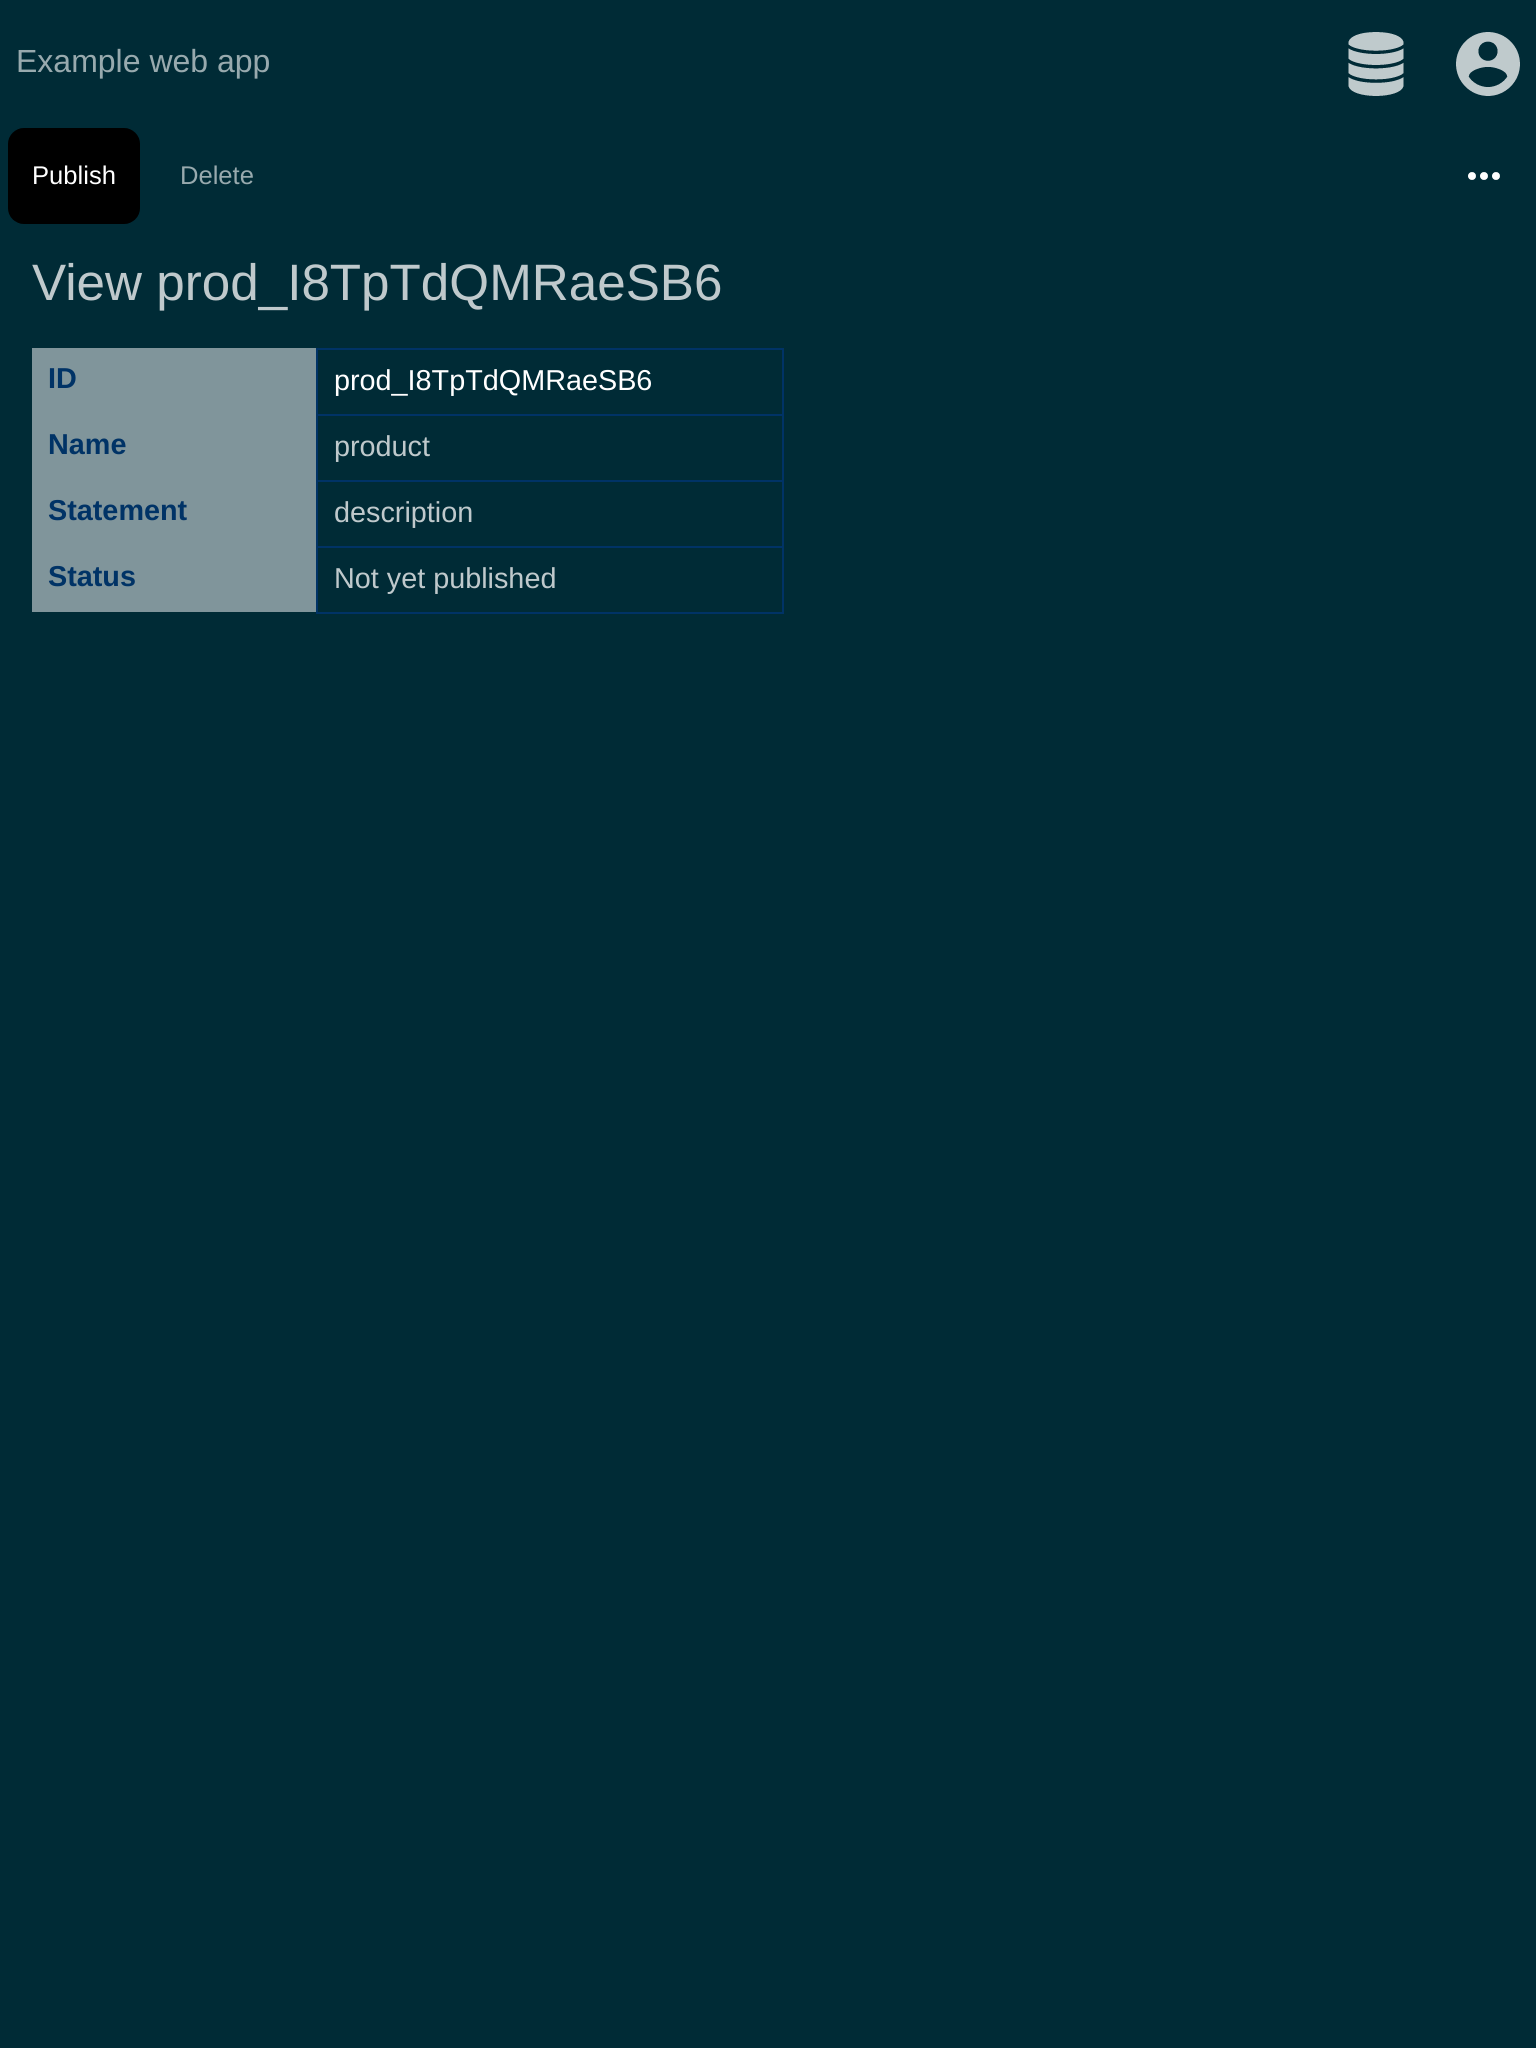 Example web app
Publish Delete
View prod_I8TpTdQMRaeSB6
ID prod_I8TpTdQMRaeSB6
Name product
Statement description
Status Not yet published